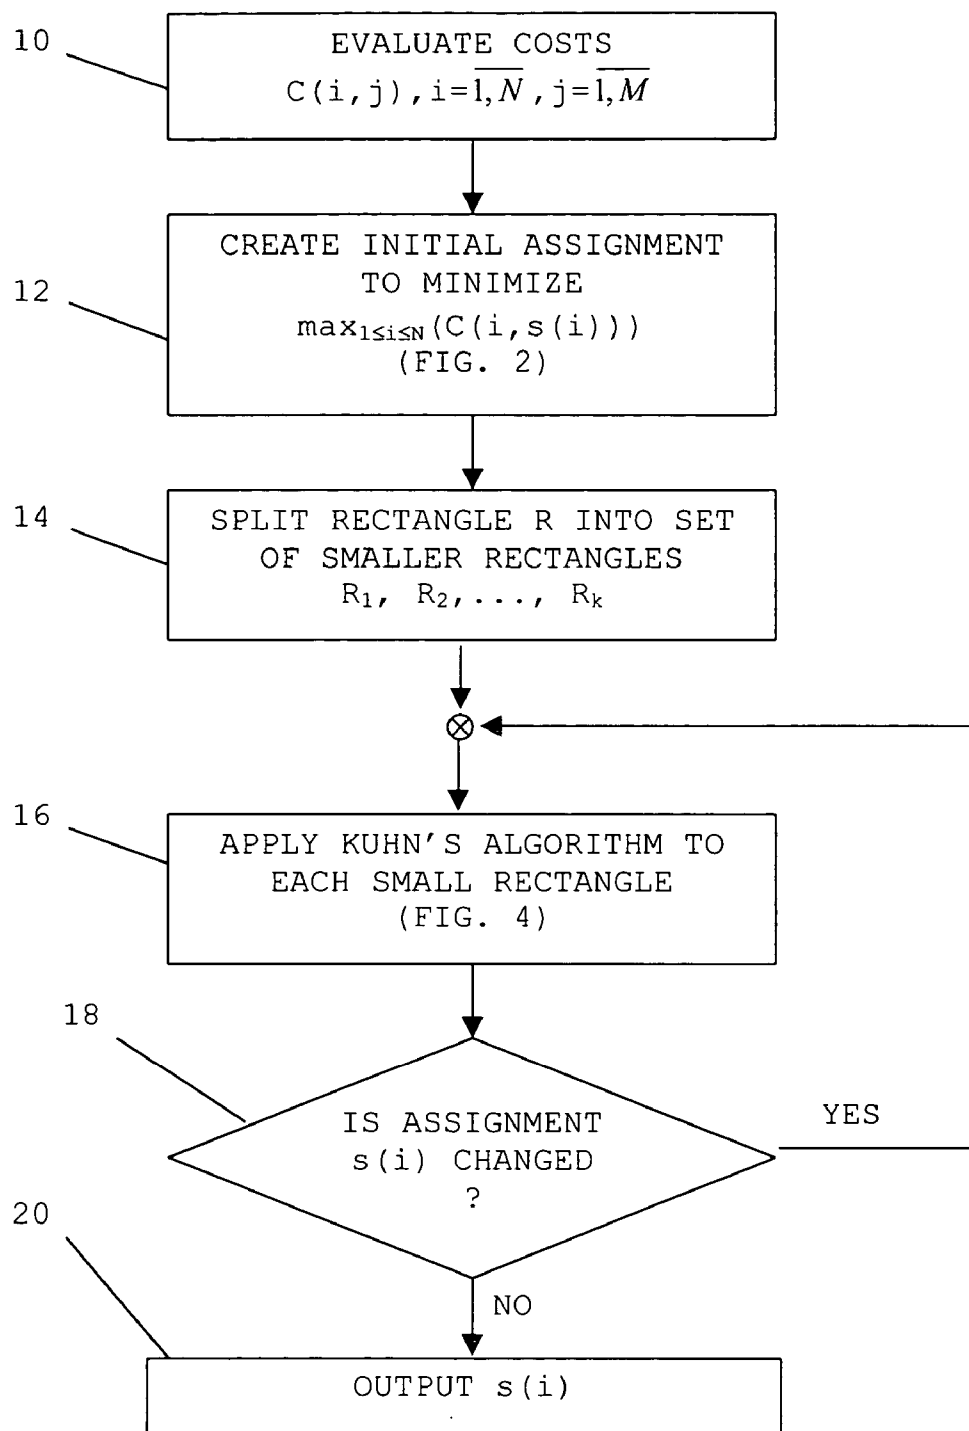 10
EVALUATE COSTS
C(i,j), i=1,N, j=1,M
12
CREATE INITIAL ASSIGNMENT
TO MINIMIZE
max1≤i≤N(C(i,s(i)))
(FIG. 2)
14
SPLIT RECTANGLE R INTO SET
OF SMALLER RECTANGLES
R1, R2,..., Rk
16
APPLY KUHN'S ALGORITHM TO
EACH SMALL RECTANGLE
(FIG. 4)
18
IS ASSIGNMENT
s(i) CHANGED
?
YES
20
NO
OUTPUT s(i)